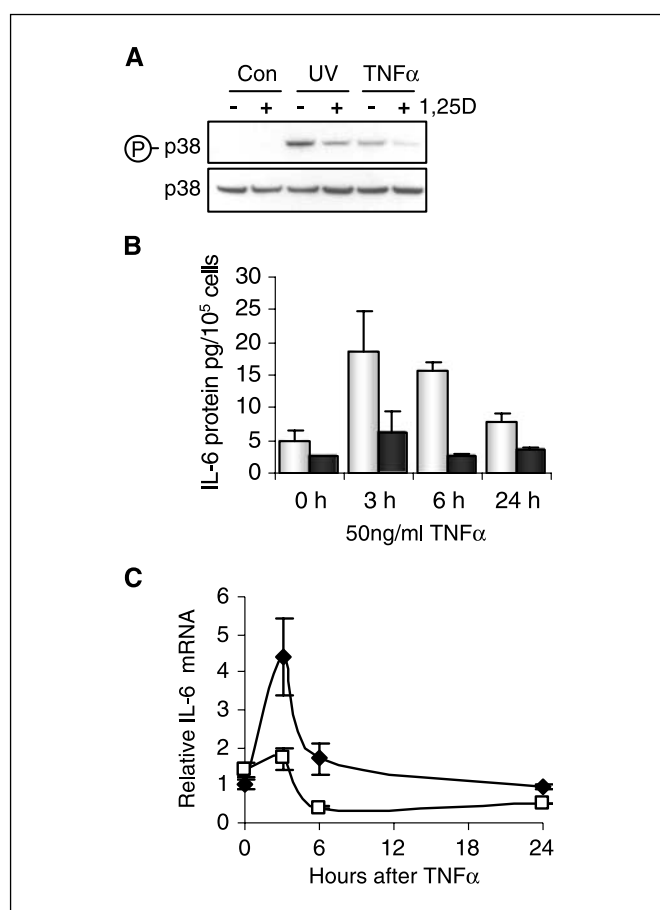 A
Con UV TNFα
- + - + - + 1,25D
P - p38
p38
B
IL-6 protein pg/10⁵ cells
30
25
20
15
10
5
0
0 h 3 h 6 h 24 h
50ng/ml TNFα
C
Relative IL-6 mRNA
6
5
4
3
2
1
0
0 6 12 18 24
Hours after TNFα